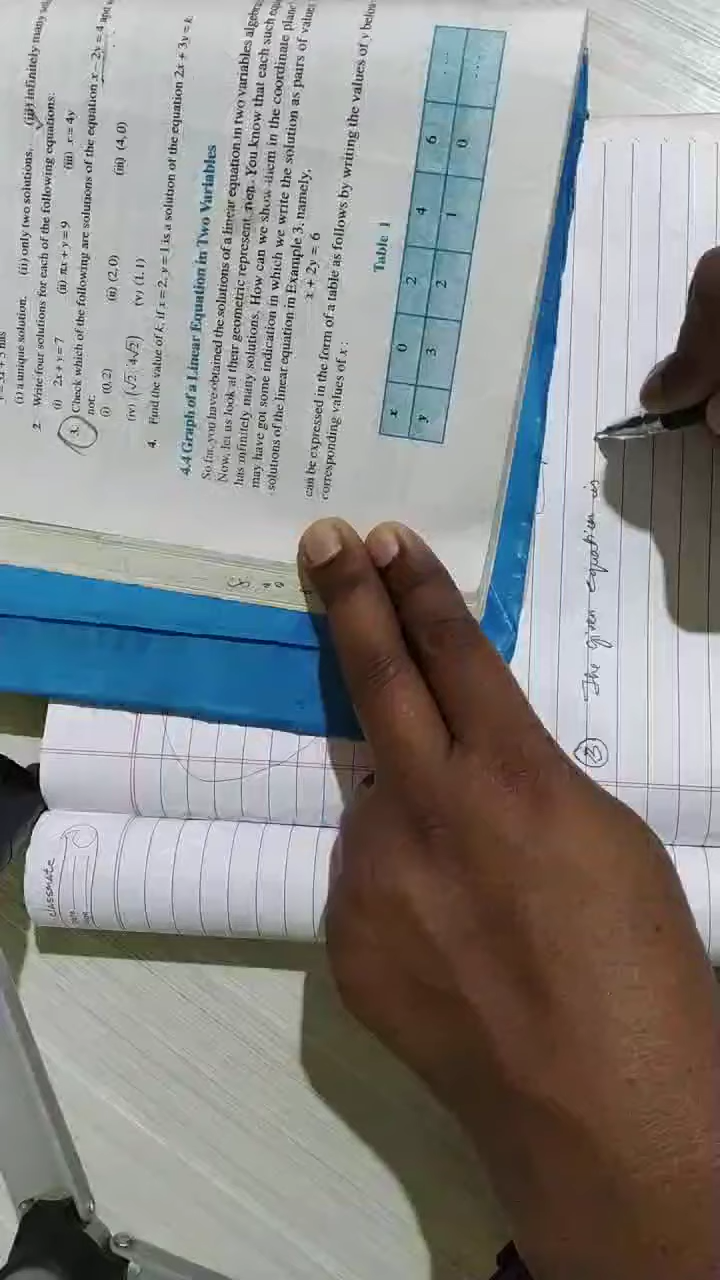 (i) a unique solution, (ii) only two solutions, (iii) infinitely many
2. Write four solutions for each of the following equations:
(i) 2x + y = 7 (ii) πx + y = 9 (iii) x = 4y
3. Check which of the following are solutions of the equation x – 2y = 4 and
not:
(i) (0, 2) (ii) (2, 0) (iii) (4, 0)
(iv) (√2, 4√2) (v) (1, 1)
4. Find the value of k, if x = 2, y = 1 is a solution of the equation 2x + 3y = k.
4.4 Graph of a Linear Equation in Two Variables
So far, you have obtained the solutions of a linear equation in two variables
Now, let us look at their geometric You know that each such
has infinitely many solutions. How can we show them in the coordinate plane
may have got some indication in which we write the solution as pairs of values
solutions of the linear equation in Example 3, namely,
x + 2y = 6
can be expressed in the form of a table as follows by writing the values of y
corresponding values of x :
Table 1
x 0 2 4 6 ....
y 3 2 1 0 ....
classmate
3 The given equation is